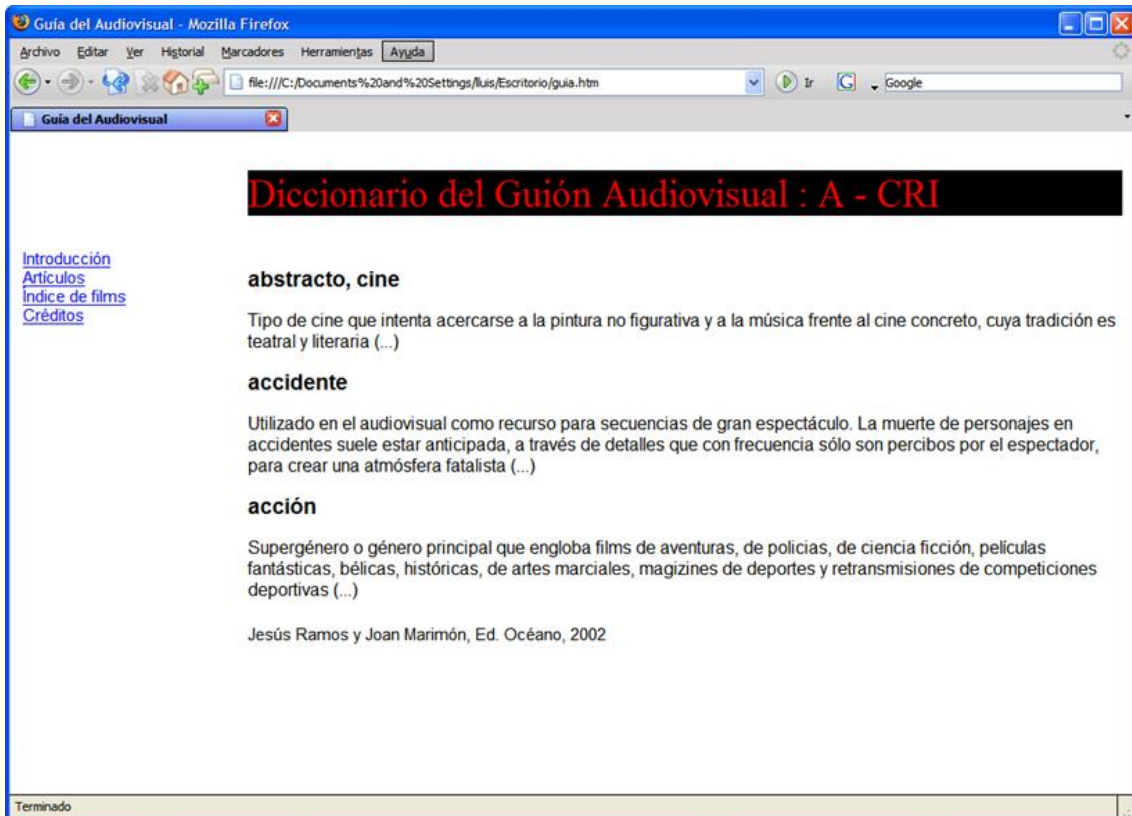 Guía del Audiovisual - Mozilla Firefox
Archivo Editar Ver Historial Marcadores Herramientas Ayuda
file:///C:/Documents%20and%20Settings/lluis/Escritorio/guia.htm Ir G Google
Guía del Audiovisual
Diccionario del Guión Audiovisual : A - CRI
Introducción
Artículos
Índice de films
Créditos
abstracto, cine
Tipo de cine que intenta acercarse a la pintura no figurativa y a la música frente al cine concreto, cuya tradición es
teatral y literaria (...)
accidente
Utilizado en el audiovisual como recurso para secuencias de gran espectáculo. La muerte de personajes en
accidentes suele estar anticipada, a través de detalles que con frecuencia sólo son percibos por el espectador,
para crear una atmósfera fatalista (...)
acción
Supergénero o género principal que engloba films de aventuras, de policias, de ciencia ficción, películas
fantásticas, bélicas, históricas, de artes marciales, magizines de deportes y retransmisiones de competiciones
deportivas (...)
Jesús Ramos y Joan Marimón, Ed. Océano, 2002
Terminado